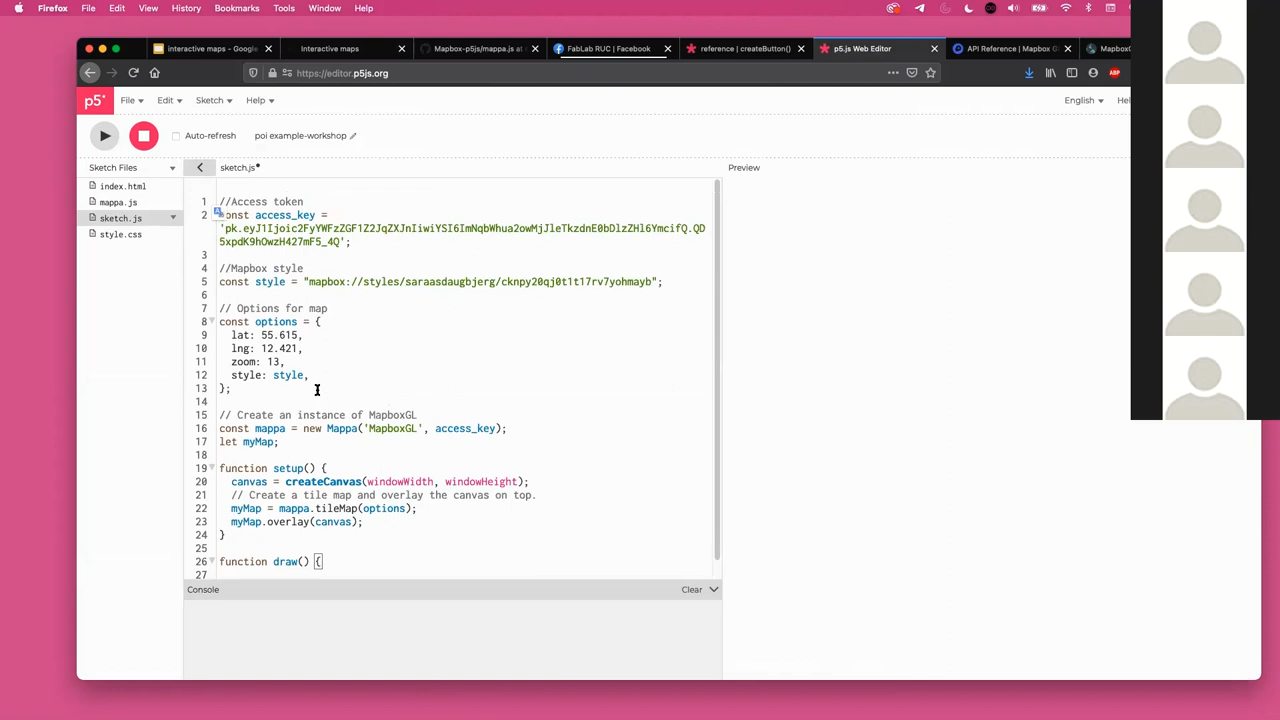 Firefox File Edit View History Bookmarks Tools Window Help
interactive maps - Google Interactive maps Mapbox-p5js/mappa.js at FabLab RUC | Facebook reference | createButton() p5.js Web Editor API Reference | Mapbox G MapboxG
https://editor.p5js.org ABP
p5* File Edit Sketch Help English Hel
Auto-refresh poi example-workshop
Sketch Files sketch.js Preview
index.html
mappa.js
sketch.js
style.css
1 //Access token
2 const access_key =
3
4 //Mapbox style
5 const style = "mapbox://styles/saraasdaugbjerg/cknpy20qj0t1t17rv7yohmayb";
6
7 // Options for map
8 const options = {
9 lat: 55.615,
10 lng: 12.421,
11 zoom: 13,
12 style: style,
13 };
14
15 // Create an instance of MapboxGL
16 const mappa = new Mappa('MapboxGL', access_key);
17 let myMap;
18
19 function setup() {
20 canvas = createCanvas(windowWidth, windowHeight);
21 // Create a tile map and overlay the canvas on top.
22 myMap = mappa.tileMap(options);
23 myMap.overlay(canvas);
24 }
25
26 function draw() {
27
Console Clear